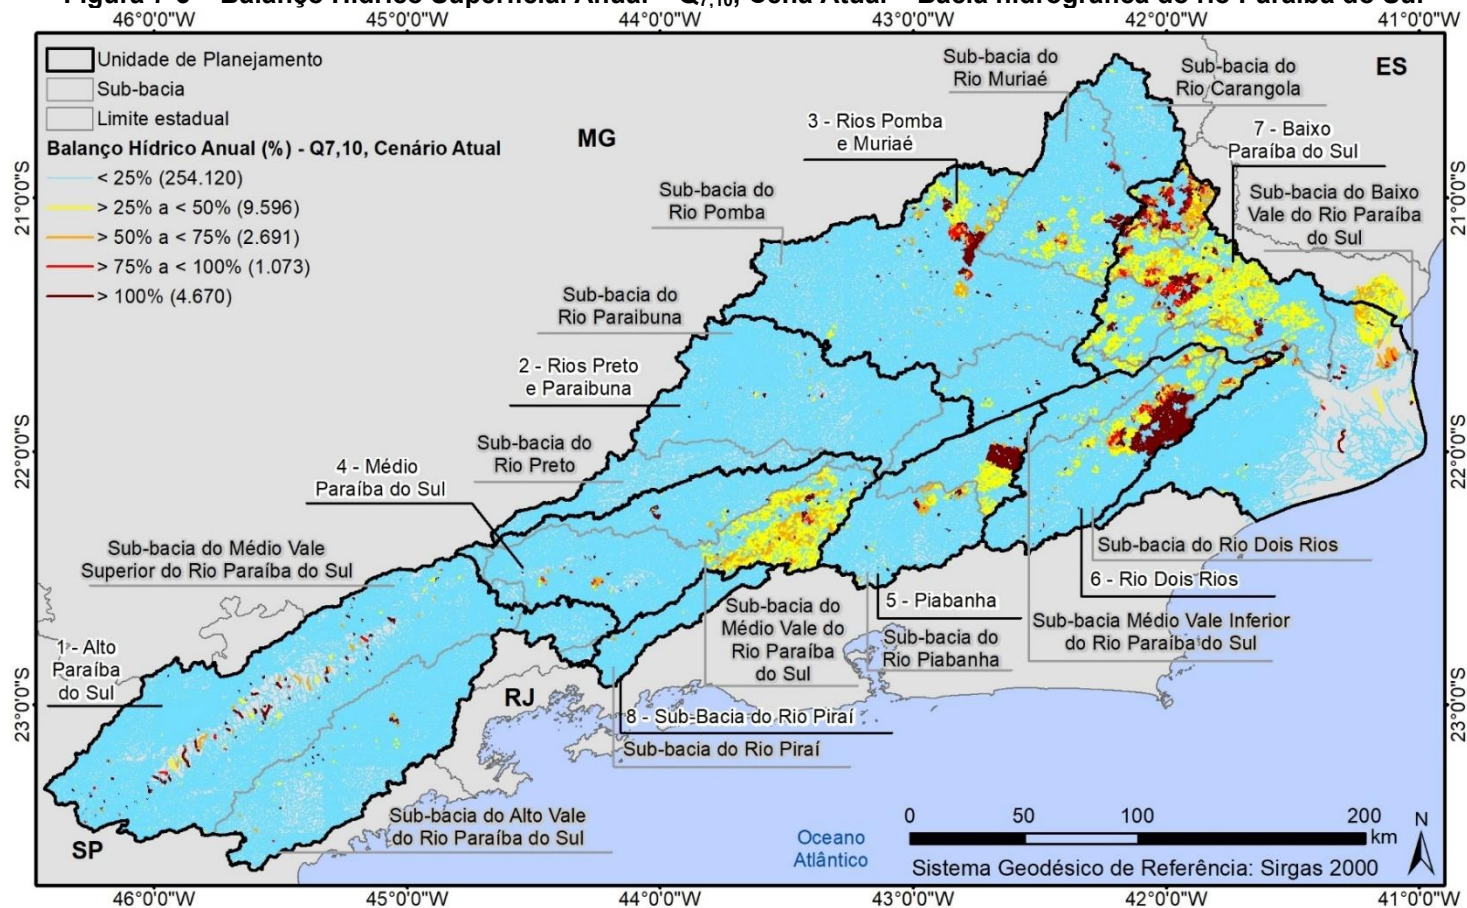 Figura 7-6 – Balanço Hídrico Superficial Anual – Q7,10, Cena Atual – Bacia hidrográfica do rio Paraíba do Sul
46°0'0"W 45°0'0"W 44°0'0"W 43°0'0"W 42°0'0"W 41°0'0"W
Unidade de Planejamento
Sub-bacia
Limite estadual
Balanço Hídrico Anual (%) - Q7,10, Cenário Atual
< 25% (254.120)
> 25% a < 50% (9.596)
> 50% a < 75% (2.691)
> 75% a < 100% (1.073)
> 100% (4.670)
MG
ES
Sub-bacia do
Rio Muriaé
Sub-bacia do
Rio Carangola
3 - Rios Pomba
e Muriaé
7 - Baixo
Paraíba do Sul
Sub-bacia do
Rio Pomba
Sub-bacia do Baixo
Vale do Rio Paraíba
do Sul
21°0'0"S
21°0'0"S
Sub-bacia do
Rio Paraibuna
2 - Rios Preto
e Paraibuna
Sub-bacia do
Rio Preto
4 - Médio
Paraíba do Sul
22°0'0"S
22°0'0"S
Sub-bacia do Médio Vale
Superior do Rio Paraíba do Sul
Sub-bacia do Rio Dois Rios
6 - Rio Dois Rios
5 - Piabanha
Sub-bacia do
Médio Vale do
Rio Paraíba
do Sul
Sub-bacia do
Rio Piabanha
Sub-bacia Médio Vale Inferior
do Rio Paraíba do Sul
1 - Alto
Paraíba
do Sul
RJ
23°0'0"S
23°0'0"S
8 - Sub-Bacia do Rio Piraí
Sub-bacia do Rio Piraí
Sub-bacia do Alto Vale
do Rio Paraíba do Sul
SP
Oceano
Atlântico
0 50 100 200
km
N
Sistema Geodésico de Referência: Sirgas 2000
46°0'0"W 45°0'0"W 44°0'0"W 43°0'0"W 42°0'0"W 41°0'0"W